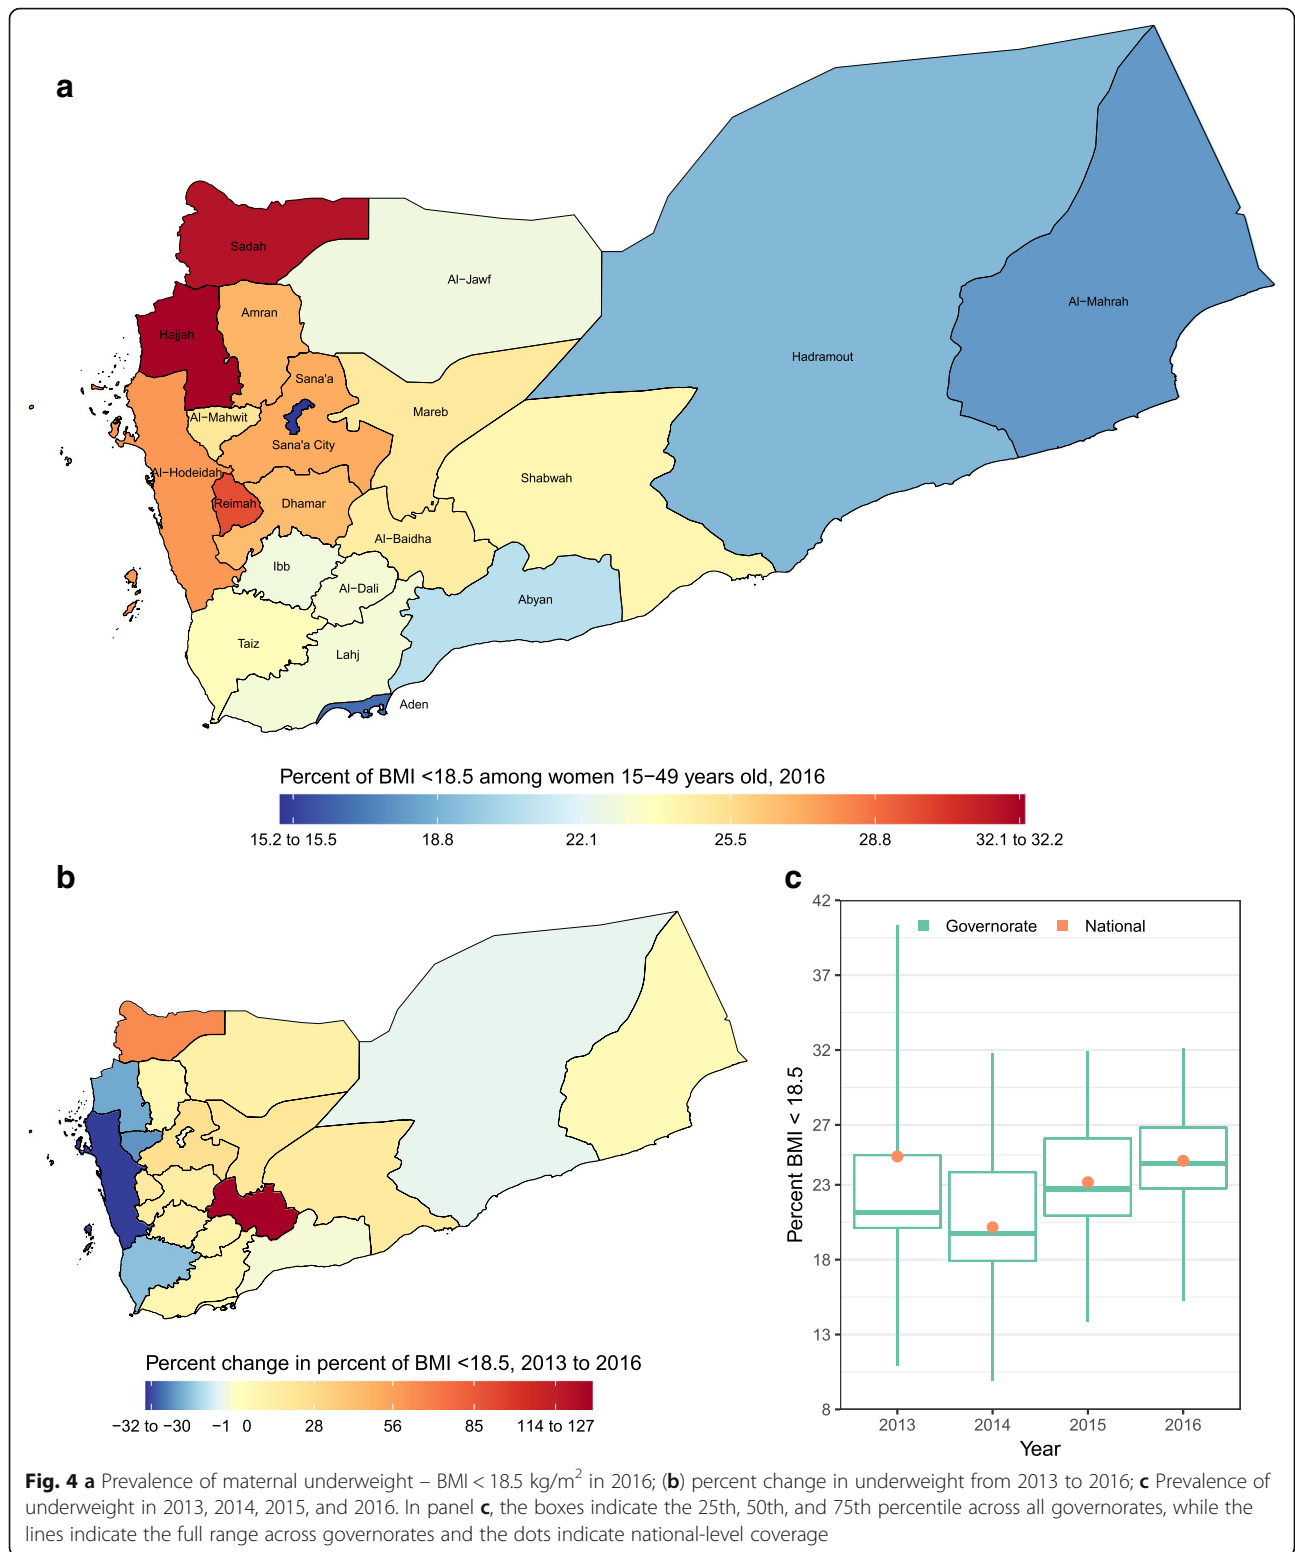 a
Sadah
Al−Jawf
Amran
Al−Mahrah
Hajjah
Hadramout
Sana'a
Mareb
Al−Mahwit
Sana'a City
Al−Hodeidah
Shabwah
Reimah
Dhamar
Al−Baidha
Ibb
Al−Dali
Abyan
Taiz
Lahj
Aden
Percent of BMI <18.5 among women 15−49 years old, 2016
15.2 to 15.5 18.8 22.1 25.5 28.8 32.1 to 32.2
b
Percent change in percent of BMI <18.5, 2013 to 2016
−32 to −30 −1 0 28 56 85 114 to 127
c
Governorate National
42
37
32
27
23
18
13
8
Percent BMI < 18.5
2013 2014 2015 2016
Year
Fig. 4 a Prevalence of maternal underweight – BMI < 18.5 kg/m² in 2016; (b) percent change in underweight from 2013 to 2016; c Prevalence of
underweight in 2013, 2014, 2015, and 2016. In panel c, the boxes indicate the 25th, 50th, and 75th percentile across all governorates, while the
lines indicate the full range across governorates and the dots indicate national-level coverage